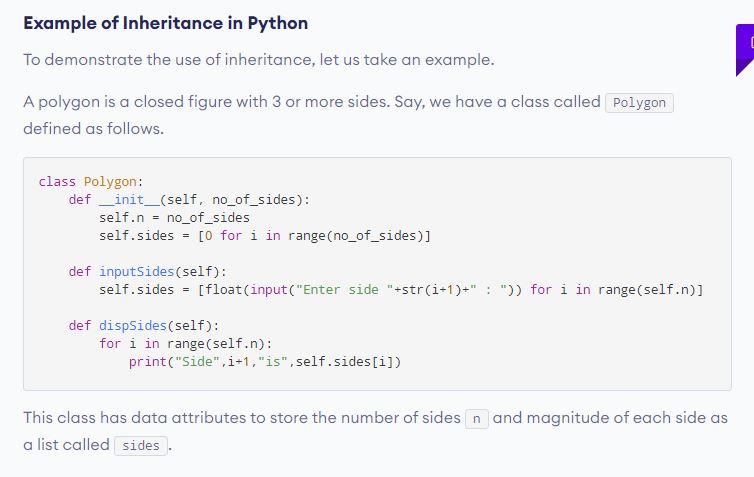 Example of Inheritance in Python
To demonstrate the use of inheritance, let us take an example.
A polygon is a closed figure with 3 or more sides. Say, we have a class called Polygon
defined as follows.
class Polygon:
    def __init__(self, no_of_sides):
        self.n = no_of_sides
        self.sides = [0 for i in range(no_of_sides)]
    def inputSides(self):
        self.sides = [float(input("Enter side "+str(i+1)+" : ")) for i in range(self.n)]
    def dispSides(self):
        for i in range(self.n):
            print("Side",i+1,"is",self.sides[i])
This class has data attributes to store the number of sides n and magnitude of each side as
a list called sides.